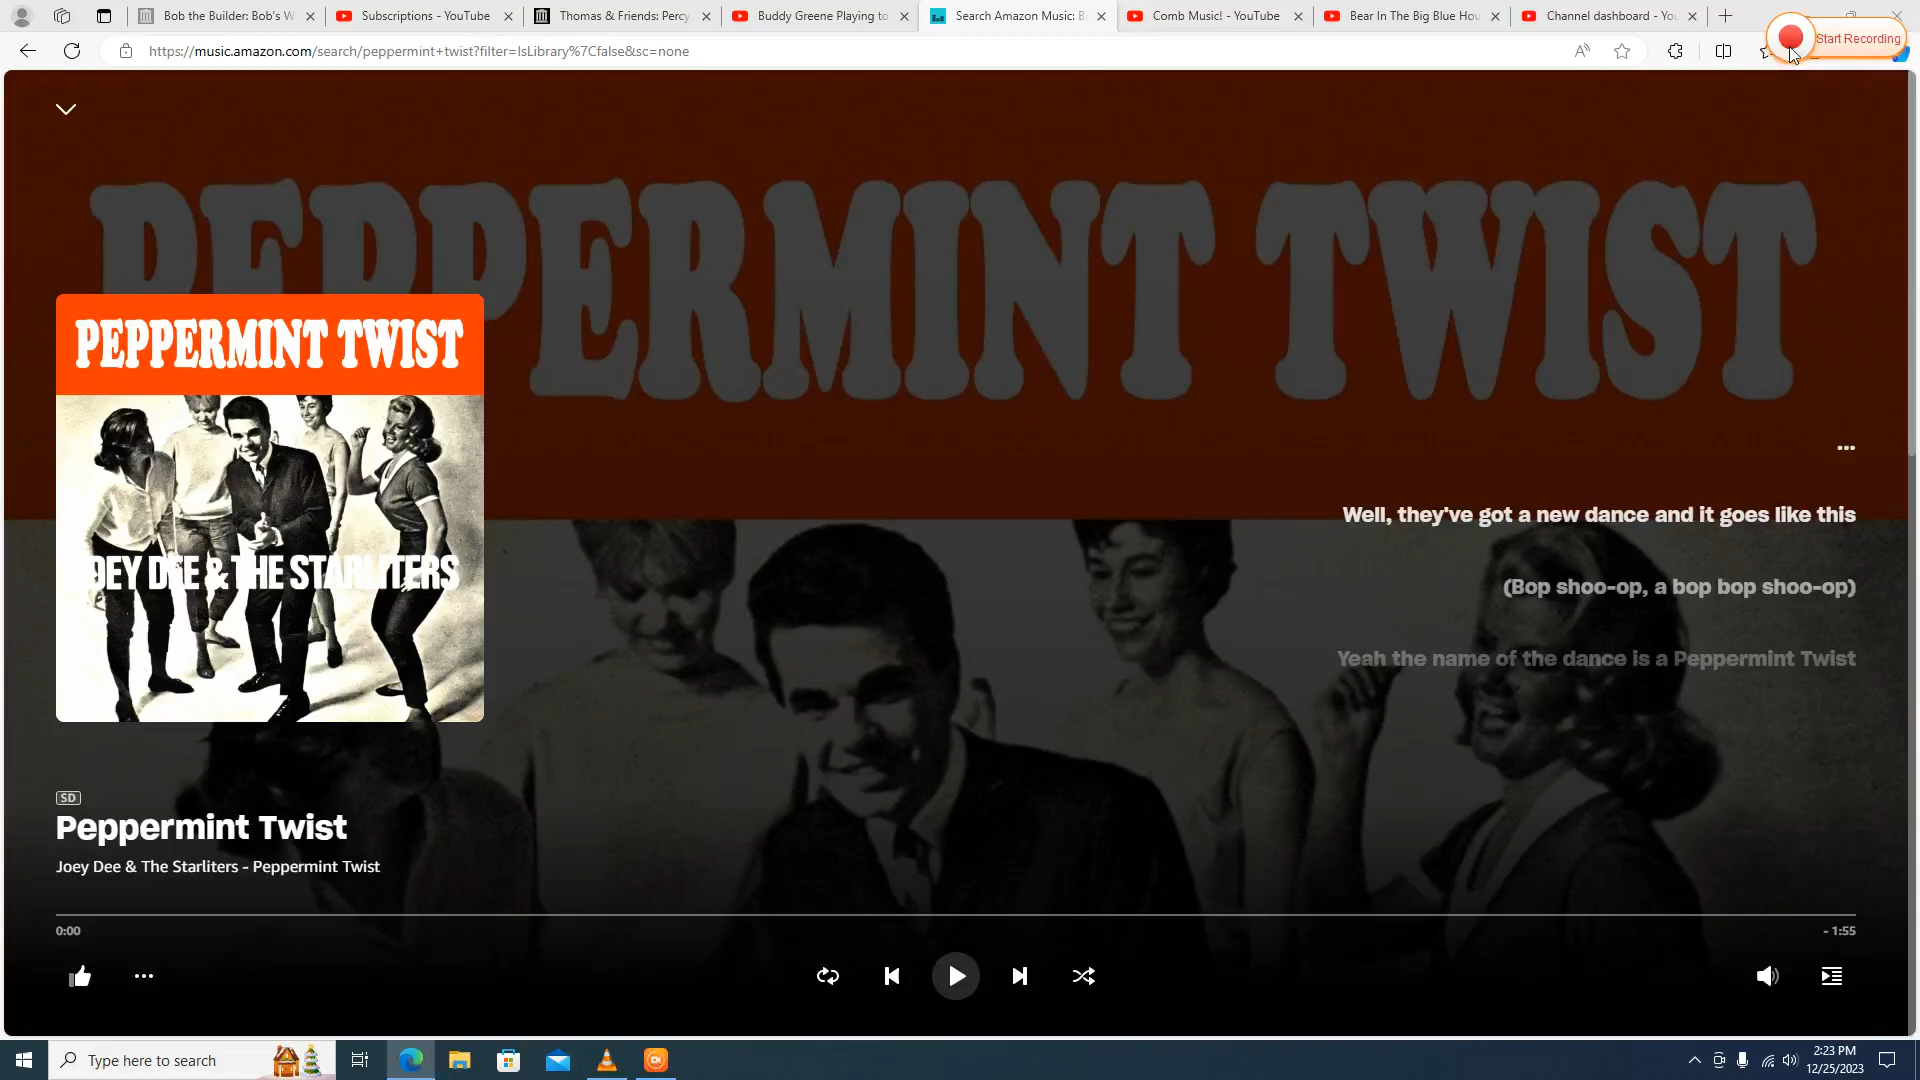 Bob the Builder: Bob's W
Subscriptions - YouTube
Thomas & Friends: Percy
Buddy Greene Playing to
Search Amazon Music: B
Comb Music! - YouTube
Bear In The Big Blue Hou
Channel dashboard - You
https://music.amazon.com/search/peppermint+twist?filter=IsLibrary%7Cfalse&sc=none
Start Recording
PEPPERMINT TWIST
PEPPERMINT TWIST
JOEY DEE & THE STARLITERS
Well, they've got a new dance and it goes like this
(Bop shoo-op, a bop bop shoo-op)
Yeah the name of the dance is a Peppermint Twist
SD
Peppermint Twist
Joey Dee & The Starliters - Peppermint Twist
0:00
- 1:55
Type here to search
2:23 PM
12/25/2023